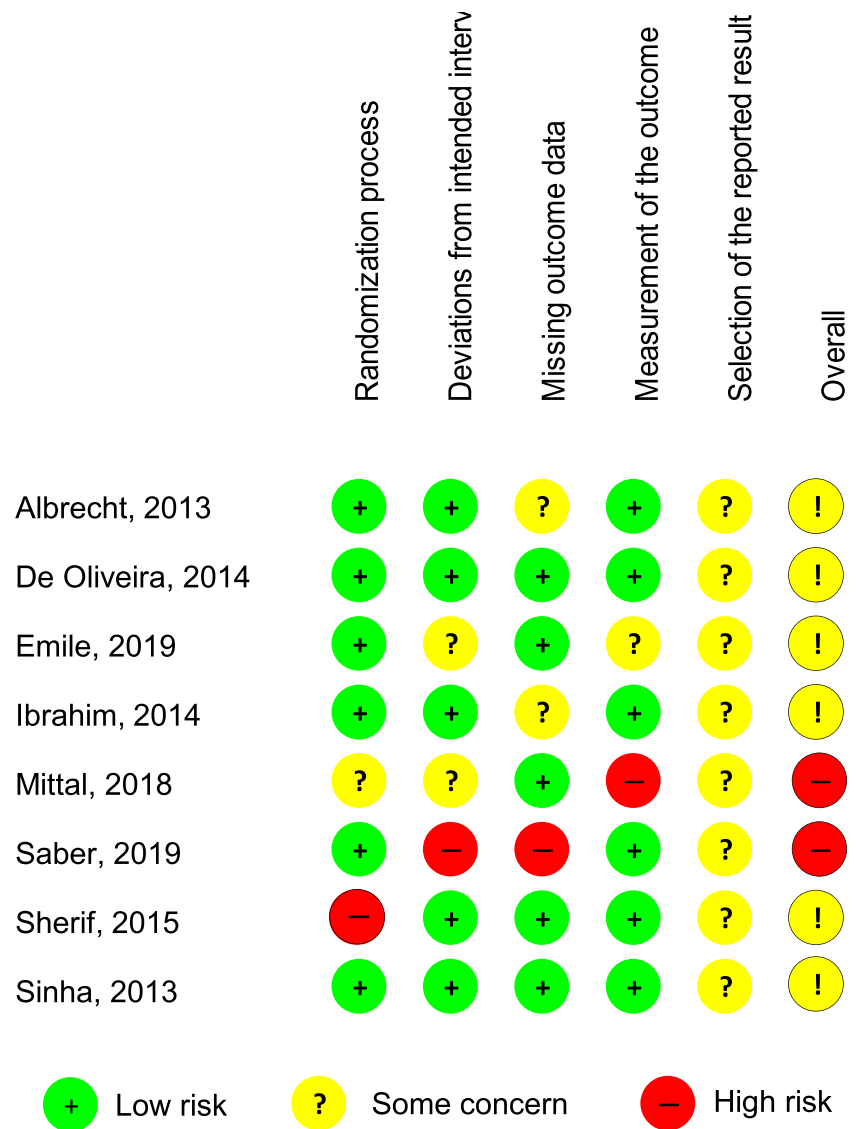 Randomization process
Deviations from intended interv
Missing outcome data
Measurement of the outcome
Selection of the reported result
Overall
Albrecht, 2013 + + ? + ? !
De Oliveira, 2014 + + + + ? !
Emile, 2019 + ? + ? ? !
Ibrahim, 2014 + + ? + ? !
Mittal, 2018 ? ? + – ? –
Saber, 2019 + – – + ? –
Sherif, 2015 – + + + ? !
Sinha, 2013 + + + + ? !
+ Low risk ? Some concern – High risk